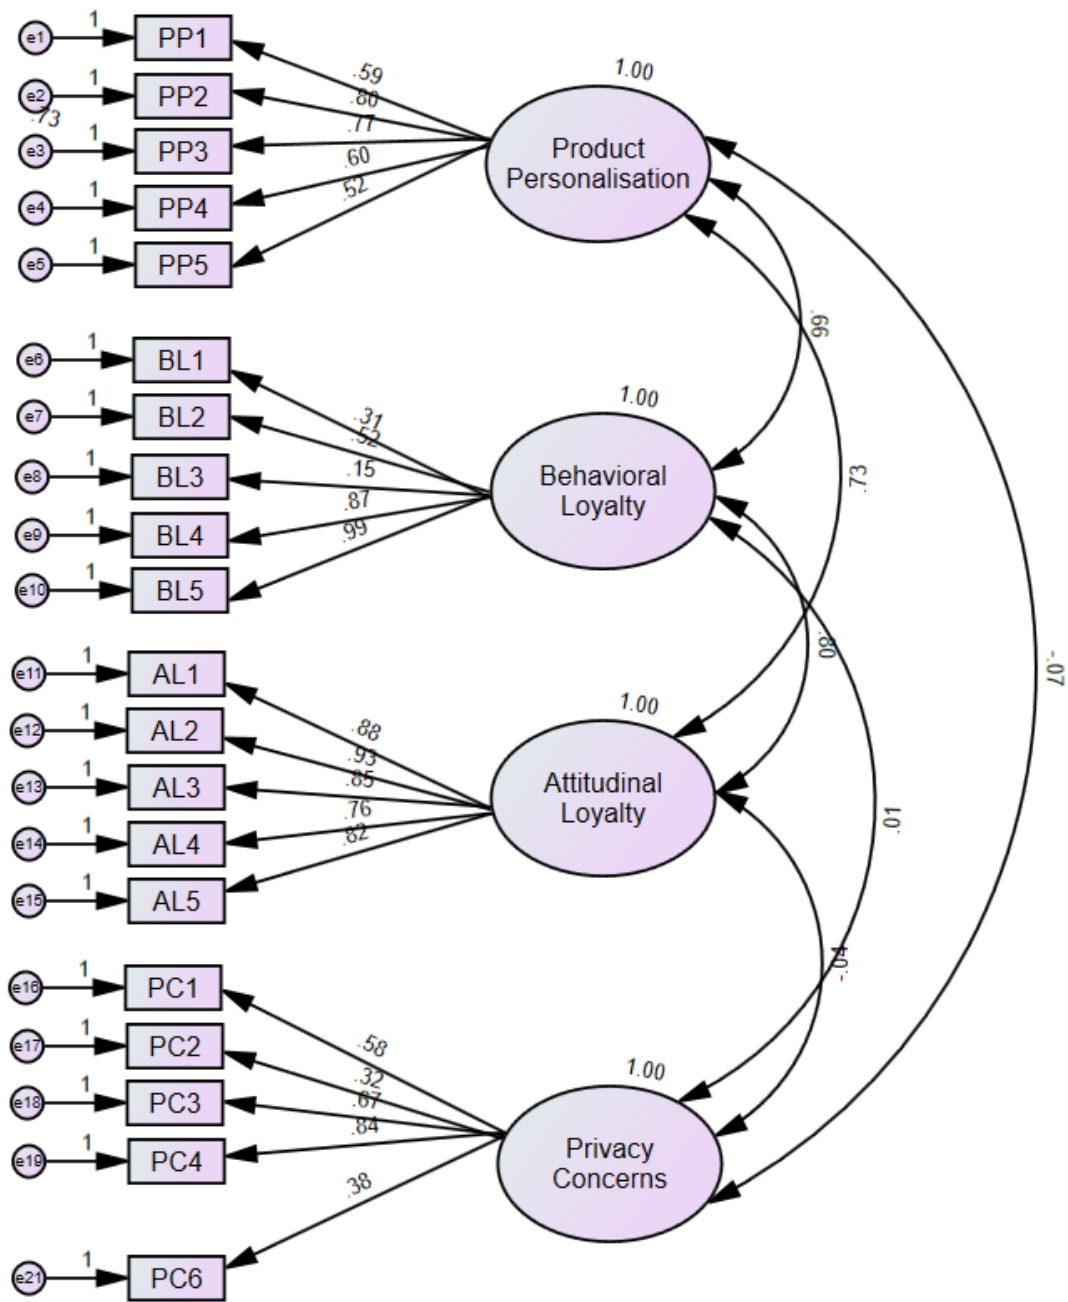 e1
1
PP1
e2
1
PP2
.73
e3
1
PP3
e4
1
PP4
e5
1
PP5
.59
.80
.77
.60
.52
1.00
Product
Personalisation
e6
1
BL1
e7
1
BL2
e8
1
BL3
e9
1
BL4
e10
1
BL5
.31
.52
.15
.87
.99
1.00
Behavioral
Loyalty
.66
.73
e11
1
AL1
e12
1
AL2
e13
1
AL3
e14
1
AL4
e15
1
AL5
.88
.93
.85
.76
.82
1.00
Attitudinal
Loyalty
.80
-.07
.01
-.04
e16
1
PC1
e17
1
PC2
e18
1
PC3
e19
1
PC4
e21
1
PC6
.58
.32
.67
.84
.38
1.00
Privacy
Concerns